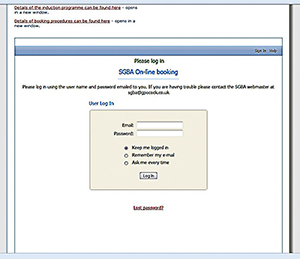 Details of the induction programme can be found here - opens
in a new window.
Details of booking procedures can be found here - opens in a
new window.
Sign In Help
Please log in
SGBA On-line booking
Please log in using the user name and password emailed to you. If you are having trouble please contact the SGBA webmaster at
User Log In
Email:
Password:
Keep me logged in
Remember my e-mail
Ask me every time
Log In
Lost password?